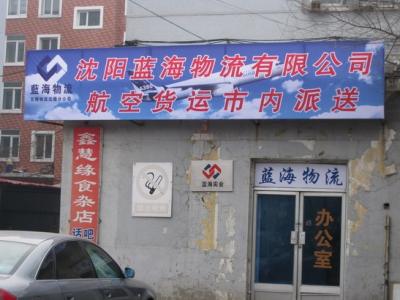 沈阳蓝海物流有限公司
航空货运市内派送
蓝海物流
鑫慧缘食杂店
话吧
蓝海实业
蓝海物流
办公室